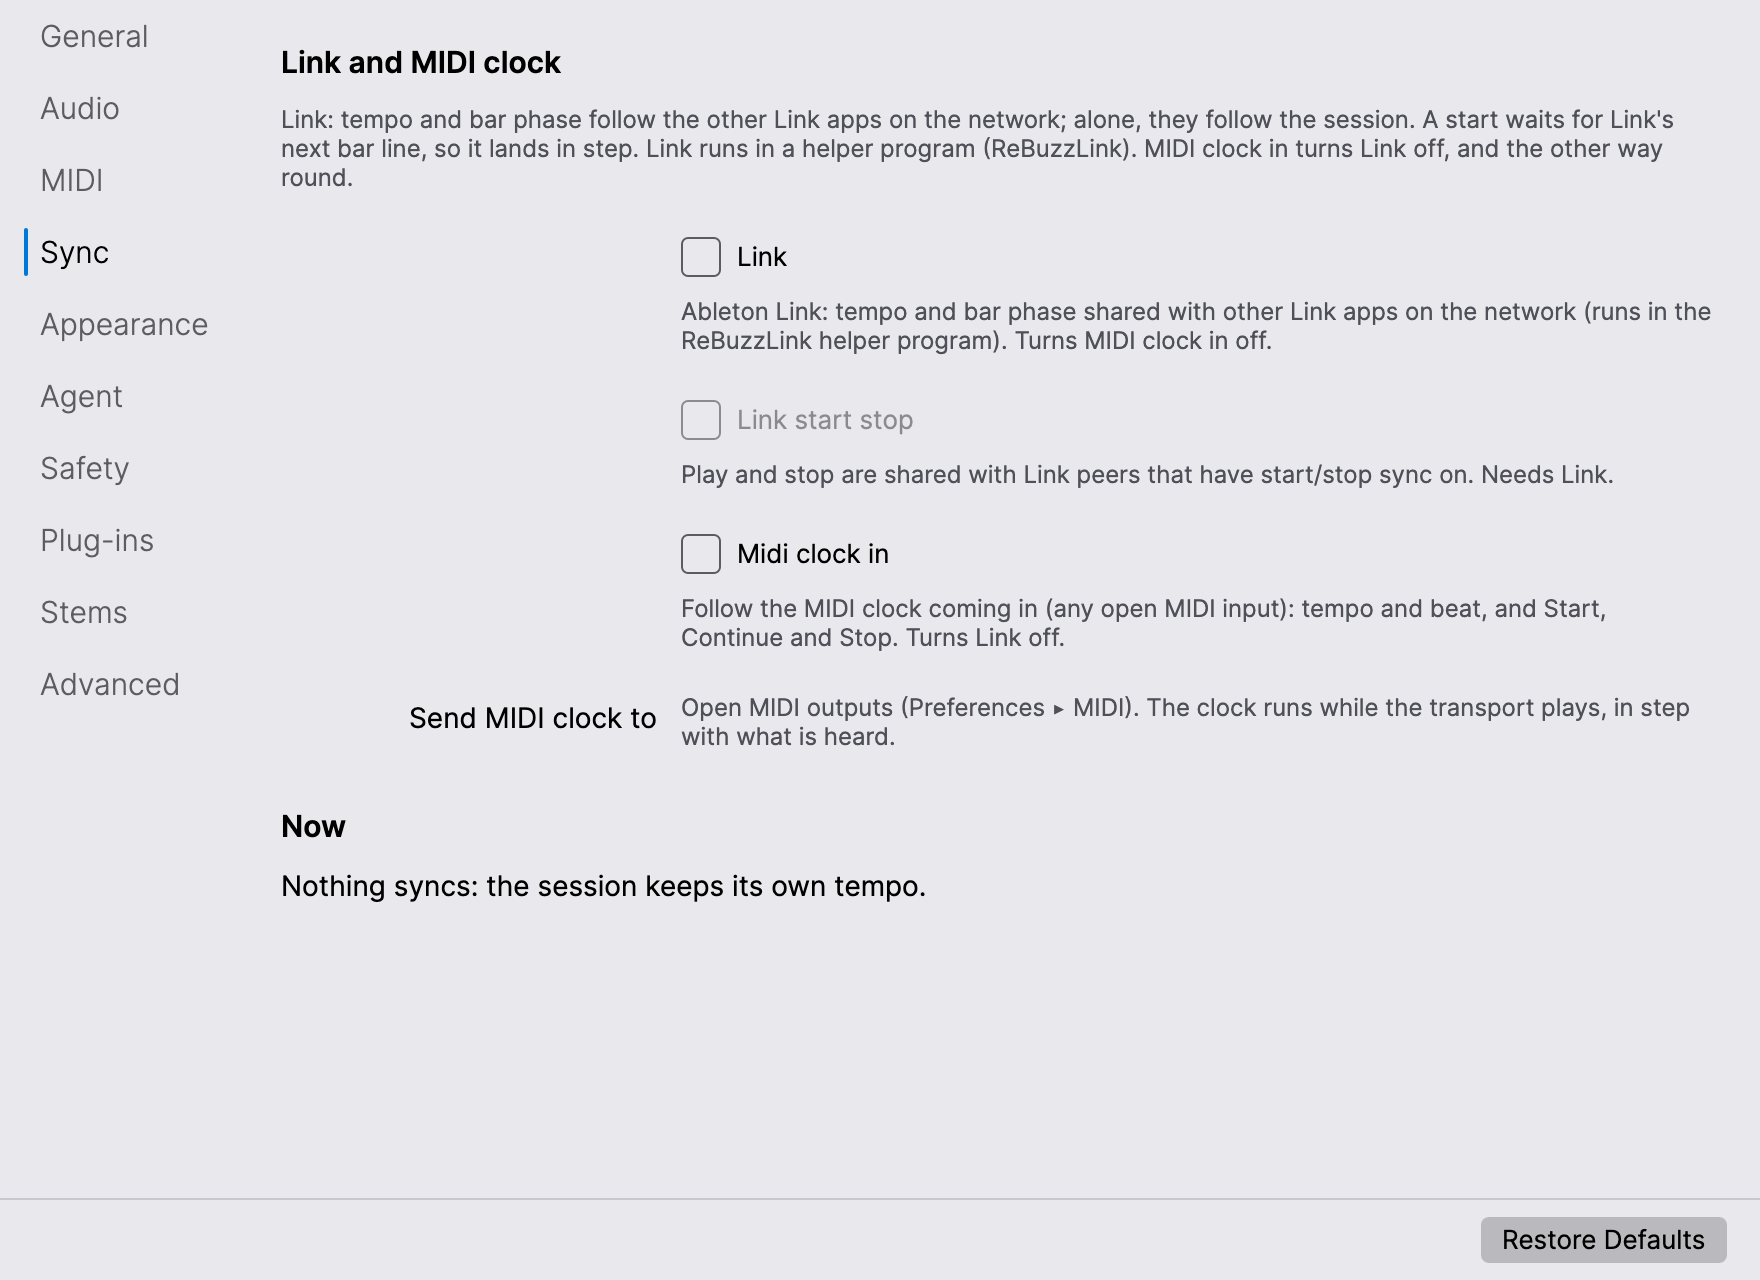 General
Audio
MIDI
Sync
Appearance
Agent
Safety
Plug-ins
Stems
Advanced
Link and MIDI clock
Link: tempo and bar phase follow the other Link apps on the network; alone, they follow the session. A start waits for Link's
next bar line, so it lands in step. Link runs in a helper program (ReBuzzLink). MIDI clock in turns Link off, and the other way
round.
Link
Ableton Link: tempo and bar phase shared with other Link apps on the network (runs in the
ReBuzzLink helper program). Turns MIDI clock in off.
Link start stop
Play and stop are shared with Link peers that have start/stop sync on. Needs Link.
Midi clock in
Follow the MIDI clock coming in (any open MIDI input): tempo and beat, and Start,
Continue and Stop. Turns Link off.
Send MIDI clock to
Open MIDI outputs (Preferences ▸ MIDI). The clock runs while the transport plays, in step
with what is heard.
Now
Nothing syncs: the session keeps its own tempo.
Restore Defaults